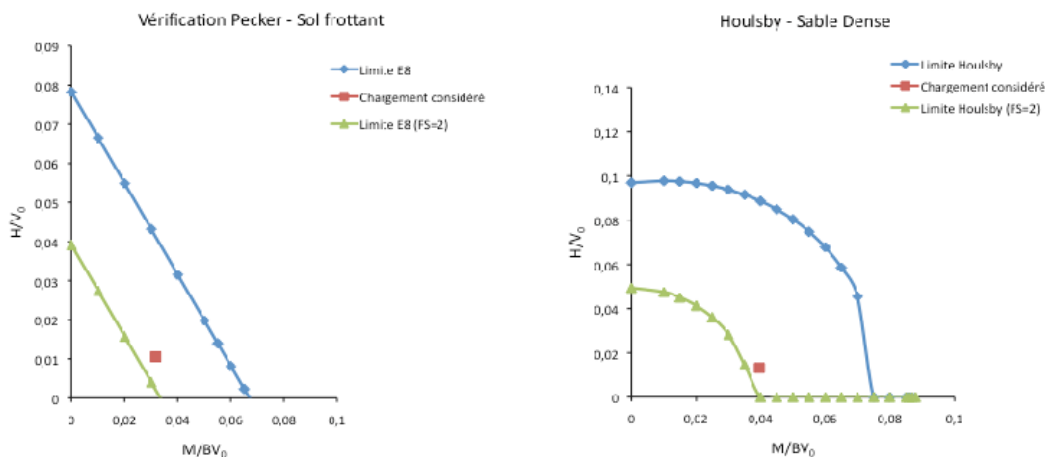 Vérification Pecker - Sol frottant
0,09
0,08
0,07
0,06
0,05
0,04
0,03
0,02
0,01
0
H/V₀
0
0,02
0,04
0,06
0,08
0,1
M/BV₀
Limite E8
Chargement considéré
Limite E8 (FS=2)
Houlsby - Sable Dense
0,14
0,12
0,1
0,08
0,06
0,04
0,02
0
H/V₀
0
0,02
0,04
0,06
0,08
0,1
M/BV₀
Limite Houlsby
Chargement considéré
Limite Houlsby (FS=2)